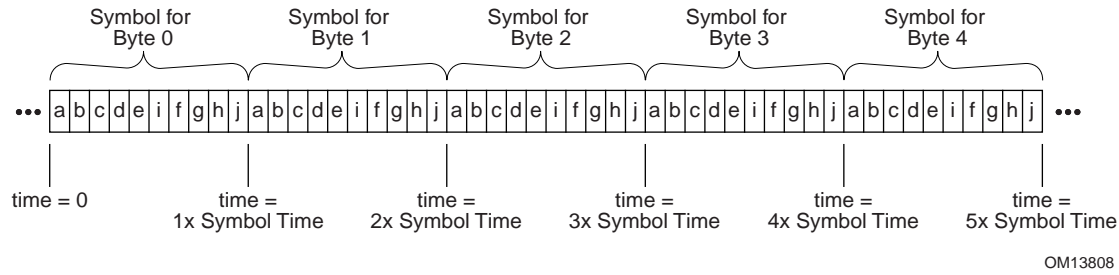 Symbol for Byte 0
Symbol for Byte 1
Symbol for Byte 2
Symbol for Byte 3
Symbol for Byte 4
••• a b c d e i f g h j a b c d e i f g h j a b c d e i f g h j a b c d e i f g h j a b c d e i f g h j •••
time = 0
time = 1x Symbol Time
time = 2x Symbol Time
time = 3x Symbol Time
time = 4x Symbol Time
time = 5x Symbol Time
OM13808